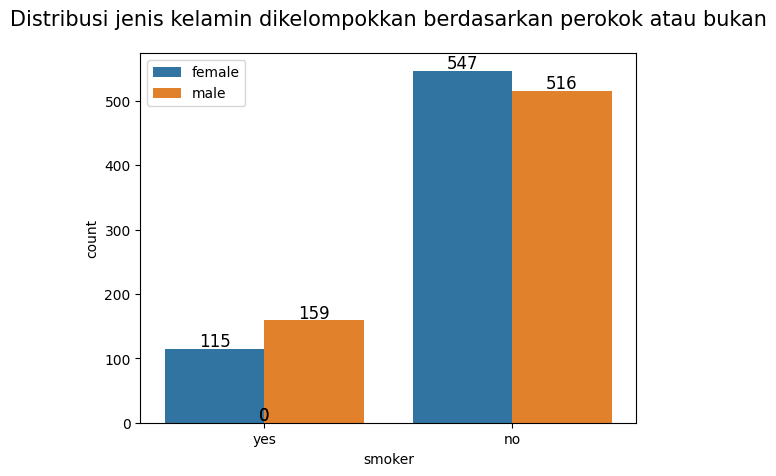 Distribusi jenis kelamin dikelompokkan berdasarkan perokok atau bukan
female
male
547
516
500
400
300
200
100
0
count
159
115
0
yes
no
smoker